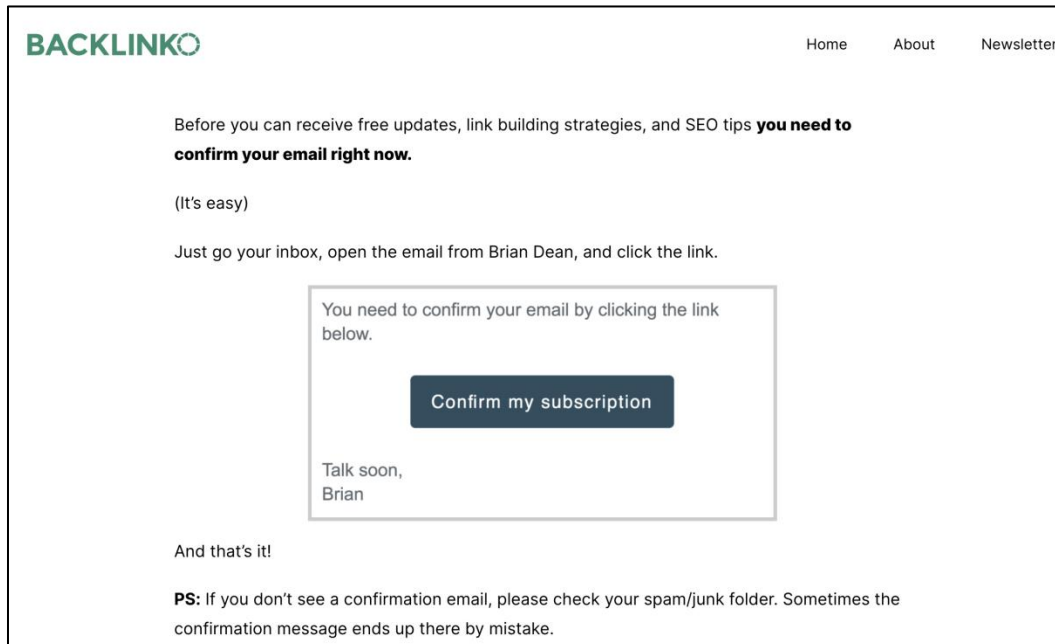 BACKLINKO
Home About Newsletter
Before you can receive free updates, link building strategies, and SEO tips you need to
confirm your email right now.
(It's easy)
Just go your inbox, open the email from Brian Dean, and click the link.
You need to confirm your email by clicking the link
below.
Confirm my subscription
Talk soon,
Brian
And that's it!
PS: If you don't see a confirmation email, please check your spam/junk folder. Sometimes the
confirmation message ends up there by mistake.